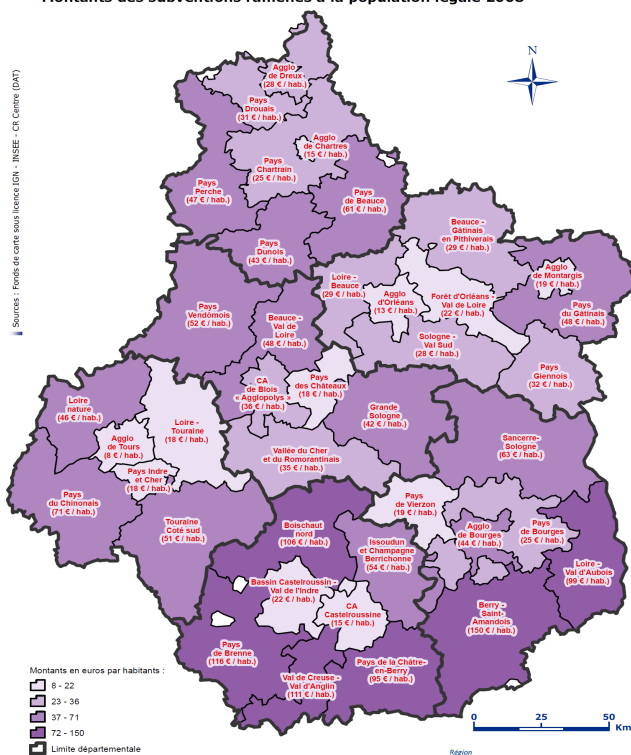 Montants des subventions ramenés à la population légale 2008
N
Sources : Fonds de carte sous licence IGN - INSEE - CR Centre (DAT)
Agglo
de Dreux
(28 € / hab.)
Pays
Drouais
(31 € / hab.)
Agglo
de Chartres
(15 € / hab.)
Pays
Chartrain
(25 € / hab.)
Pays
Perche
(47 € / hab.)
Pays
de Beauce
(61 € / hab.)
Pays
Dunois
(43 € / hab.)
Beauce -
Gâtinais
en Pithiverais
(29 € / hab.)
Agglo
de Montargis
(19 € / hab.)
Loire -
Beauce
(29 € / hab.)
Agglo
d'Orléans
(13 € / hab.)
Forêt d'Orléans -
Val de Loire
(22 € / hab.)
Pays
du Gâtinais
(48 € / hab.)
Pays
Vendômois
(52 € / hab.)
Beauce -
Val de
Loire
(48 € / hab.)
Sologne -
Val Sud
(28 € / hab.)
Pays
Giennois
(32 € / hab.)
CA
de Blois
« Agglopolys »
(36 € / hab.)
Pays
des Châteaux
(18 € / hab.)
Loire
nature
(46 € / hab.)
Loire -
Touraine
(18 € / hab.)
Grande
Sologne
(42 € / hab.)
Agglo
de Tours
(8 € / hab.)
Vallée du Cher
et du Romorantinais
(35 € / hab.)
Sancerre-
Sologne
(63 € / hab.)
Pays Indre
et Cher
(18 € / hab.)
Pays
du Chinonais
(71 € / hab.)
Touraine
Coté sud
(51 € / hab.)
Pays
de Vierzon
(19 € / hab.)
Boischaut
nord
(106 € / hab.)
Issoudun
et Champagne
Berrichonne
(54 € / hab.)
Agglo
de Bourges
(44 € / hab.)
Pays
de Bourges
(25 € / hab.)
Loire -
Val d'Aubois
(99 € / hab.)
Bassin Castelroussin -
Val de l'Indre
(22 € / hab.)
CA
Castelroussine
(15 € / hab.)
Berry -
Saint-
Amandois
(150 € / hab.)
Pays
de Brenne
(116 € / hab.)
Pays de la Châtre-
en-Berry
(95 € / hab.)
Val de Creuse -
Val d'Anglin
(111 € / hab.)
Montants en euros par habitants :
8 - 22
23 - 36
37 - 71
72 - 150
Limite départementale
0 25 50
Km
Région